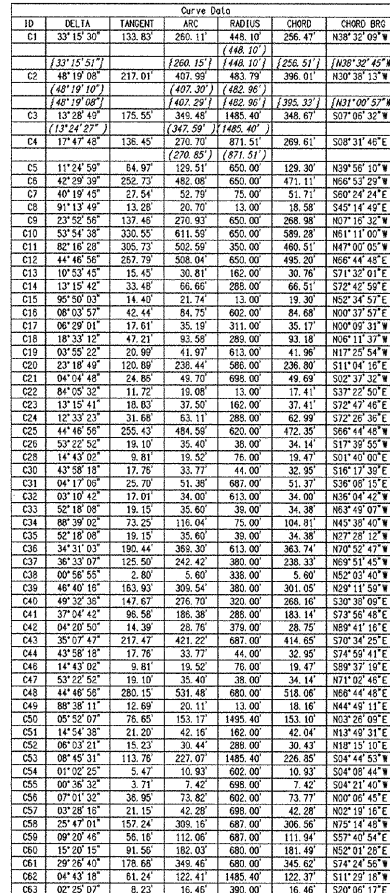 Curve Data
ID DELTA TANGENT ARC RADIUS CHORD CHORD BRG
C1 33°15'30" 133.83' 260.11' 448.10' 256.47' N38°32'09"W
(448.10')
{33°15'51"} {260.15'} {448.10'} {256.51'} {N38°32'45"W
C2 48°19'08" 217.01' 407.99' 483.79' 396.01' N30°38'13"W
(48°19'10") (407.30') (482.96')
{48°19'08"} {407.29'} {482.96'} {395.33'} {N31°00'57"W
C3 13°28'49" 175.55' 349.48' 1485.40' 348.67' S07°06'32"W
(13°24'27") (347.59') (1485.40')
C4 17°47'48" 136.45' 270.70' 871.51' 269.61' S08°31'46"E
(270.85') (871.51')
C5 11°24'59" 64.97' 129.51' 650.00' 129.30' N39°56'10"W
C6 42°29'39" 252.73' 482.08' 650.00' 471.11' N66°53'29"W
C7 40°19'45" 27.54' 52.79' 75.00' 51.71' S60°24'24"E
C8 91°13'49" 13.28' 20.70' 13.00' 18.58' S45°14'49"E
C9 23°52'56" 137.46' 270.93' 650.00' 268.98' N07°16'32"W
C10 53°54'38" 330.55' 611.59' 650.00' 589.28' N61°11'00"W
C11 82°16'28" 305.73' 502.59' 350.00' 460.51' N47°00'05"W
C12 44°46'56" 267.79' 508.04' 650.00' 495.20' N66°44'48"E
C13 10°53'45" 15.45' 30.81' 162.00' 30.76' S71°32'01"E
C14 13°15'42" 33.48' 66.66' 288.00' 66.51' S72°42'59"E
C15 95°50'03" 14.40' 21.74' 13.00' 19.30' N52°34'57"E
C16 08°03'57" 42.44' 84.75' 602.00' 84.68' N00°37'57"E
C17 06°29'01" 17.61' 35.19' 311.00' 35.17' N00°09'31"W
C18 18°33'12" 47.21' 93.58' 289.00' 93.18' N06°11'37"W
C19 03°55'22" 20.99' 41.97' 613.00' 41.96' N17°25'54"W
C20 23°18'49" 120.89' 238.44' 586.00' 236.80' S11°04'16"E
C21 04°04'48" 24.86' 49.70' 698.00' 49.69' S02°37'32"W
C22 84°05'32" 11.72' 19.08' 13.00' 17.41' S37°22'50"E
C23 13°15'41" 18.83' 37.50' 162.00' 37.41' S72°47'46"E
C24 12°33'23" 31.68' 63.11' 288.00' 62.99' S72°26'36"E
C25 44°46'56" 255.43' 484.59' 620.00' 472.35' S66°44'48"W
C26 53°22'52" 19.10' 35.40' 38.00' 34.14' S17°39'55"W
C28 14°43'02" 9.81' 19.52' 76.00' 19.47' S01°40'00"E
C30 43°58'18" 17.76' 33.77' 44.00' 32.95' S16°17'39"E
C31 04°17'06" 25.70' 51.38' 687.00' 51.37' S36°08'15"E
C32 03°10'42" 17.01' 34.00' 613.00' 34.00' N36°04'42"W
C33 52°18'08" 19.15' 35.60' 39.00' 34.38' N63°49'07"W
C34 88°39'02" 73.25' 116.04' 75.00' 104.81' N45°38'40"W
C35 52°18'08" 19.15' 35.60' 39.00' 34.38' N27°28'12"W
C36 34°31'03" 190.44' 369.30' 613.00' 363.74' N70°52'47"W
C37 36°33'07" 125.50' 242.42' 380.00' 238.33' N69°51'45"W
C38 00°56'55" 2.80' 5.60' 338.00' 5.60' N52°03'40"W
C39 46°40'16" 163.93' 309.54' 380.00' 301.05' N29°11'59"W
C40 49°32'36" 147.67' 276.70' 320.00' 268.16' S30°38'09"E
C41 37°04'42" 96.58' 186.38' 288.00' 183.14' S73°56'48"E
C42 04°20'50" 14.39' 28.76' 379.00' 28.75' N89°41'16"E
C43 35°07'47" 217.47' 421.22' 687.00' 414.65' S70°34'25"E
C44 43°58'18" 17.76' 33.77' 44.00' 32.95' S74°59'41"E
C46 14°43'02" 9.81' 19.52' 76.00' 19.47' S89°37'19"E
C47 53°22'52" 19.10' 35.40' 38.00' 34.14' N71°02'46"E
C48 44°46'56" 280.15' 531.48' 680.00' 518.06' N66°44'48"E
C49 88°38'11" 12.69' 20.11' 13.00' 18.16' S44°49'11"E
C50 05°52'07" 76.65' 153.17' 1495.40' 153.10' N03°26'09"W
C51 14°54'38" 21.20' 42.16' 162.00' 42.04' N13°49'31"W
C52 06°03'21" 15.23' 30.44' 288.00' 30.43' N18°15'10"E
C53 08°45'31" 113.76' 227.07' 1485.40' 226.85' S04°44'53"W
C54 01°02'25" 5.47' 10.93' 602.00' 10.93' S04°08'44"W
C55 00°36'32" 3.71' 7.42' 698.00' 7.42' S04°21'40"W
C56 07°01'32" 36.95' 73.82' 602.00' 73.77' N00°06'45"E
C57 03°28'16" 21.15' 42.28' 698.00' 42.28' N02°19'16"W
C58 25°47'01" 157.24' 309.16' 687.00' 306.56' N75°14'48"W
C59 09°20'46" 56.16' 112.06' 687.00' 111.94' S57°40'54"E
C60 15°20'15" 91.56' 182.03' 680.00' 181.49' N52°01'28"E
C61 29°26'40" 178.68' 349.46' 680.00' 345.62' S74°24'56"W
C62 04°43'18" 61.24' 122.41' 1485.40' 122.37' S11°29'16"W
C63 02°25'07" 8.23' 16.46' 390.00' 16.46' S20°06'37"E